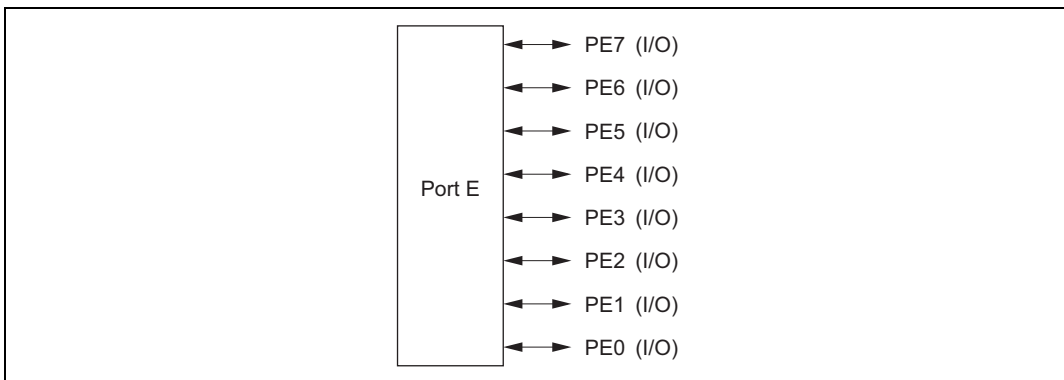 PE7 (I/O)
PE6 (I/O)
PE5 (I/O)
PE4 (I/O)
Port E
PE3 (I/O)
PE2 (I/O)
PE1 (I/O)
PE0 (I/O)